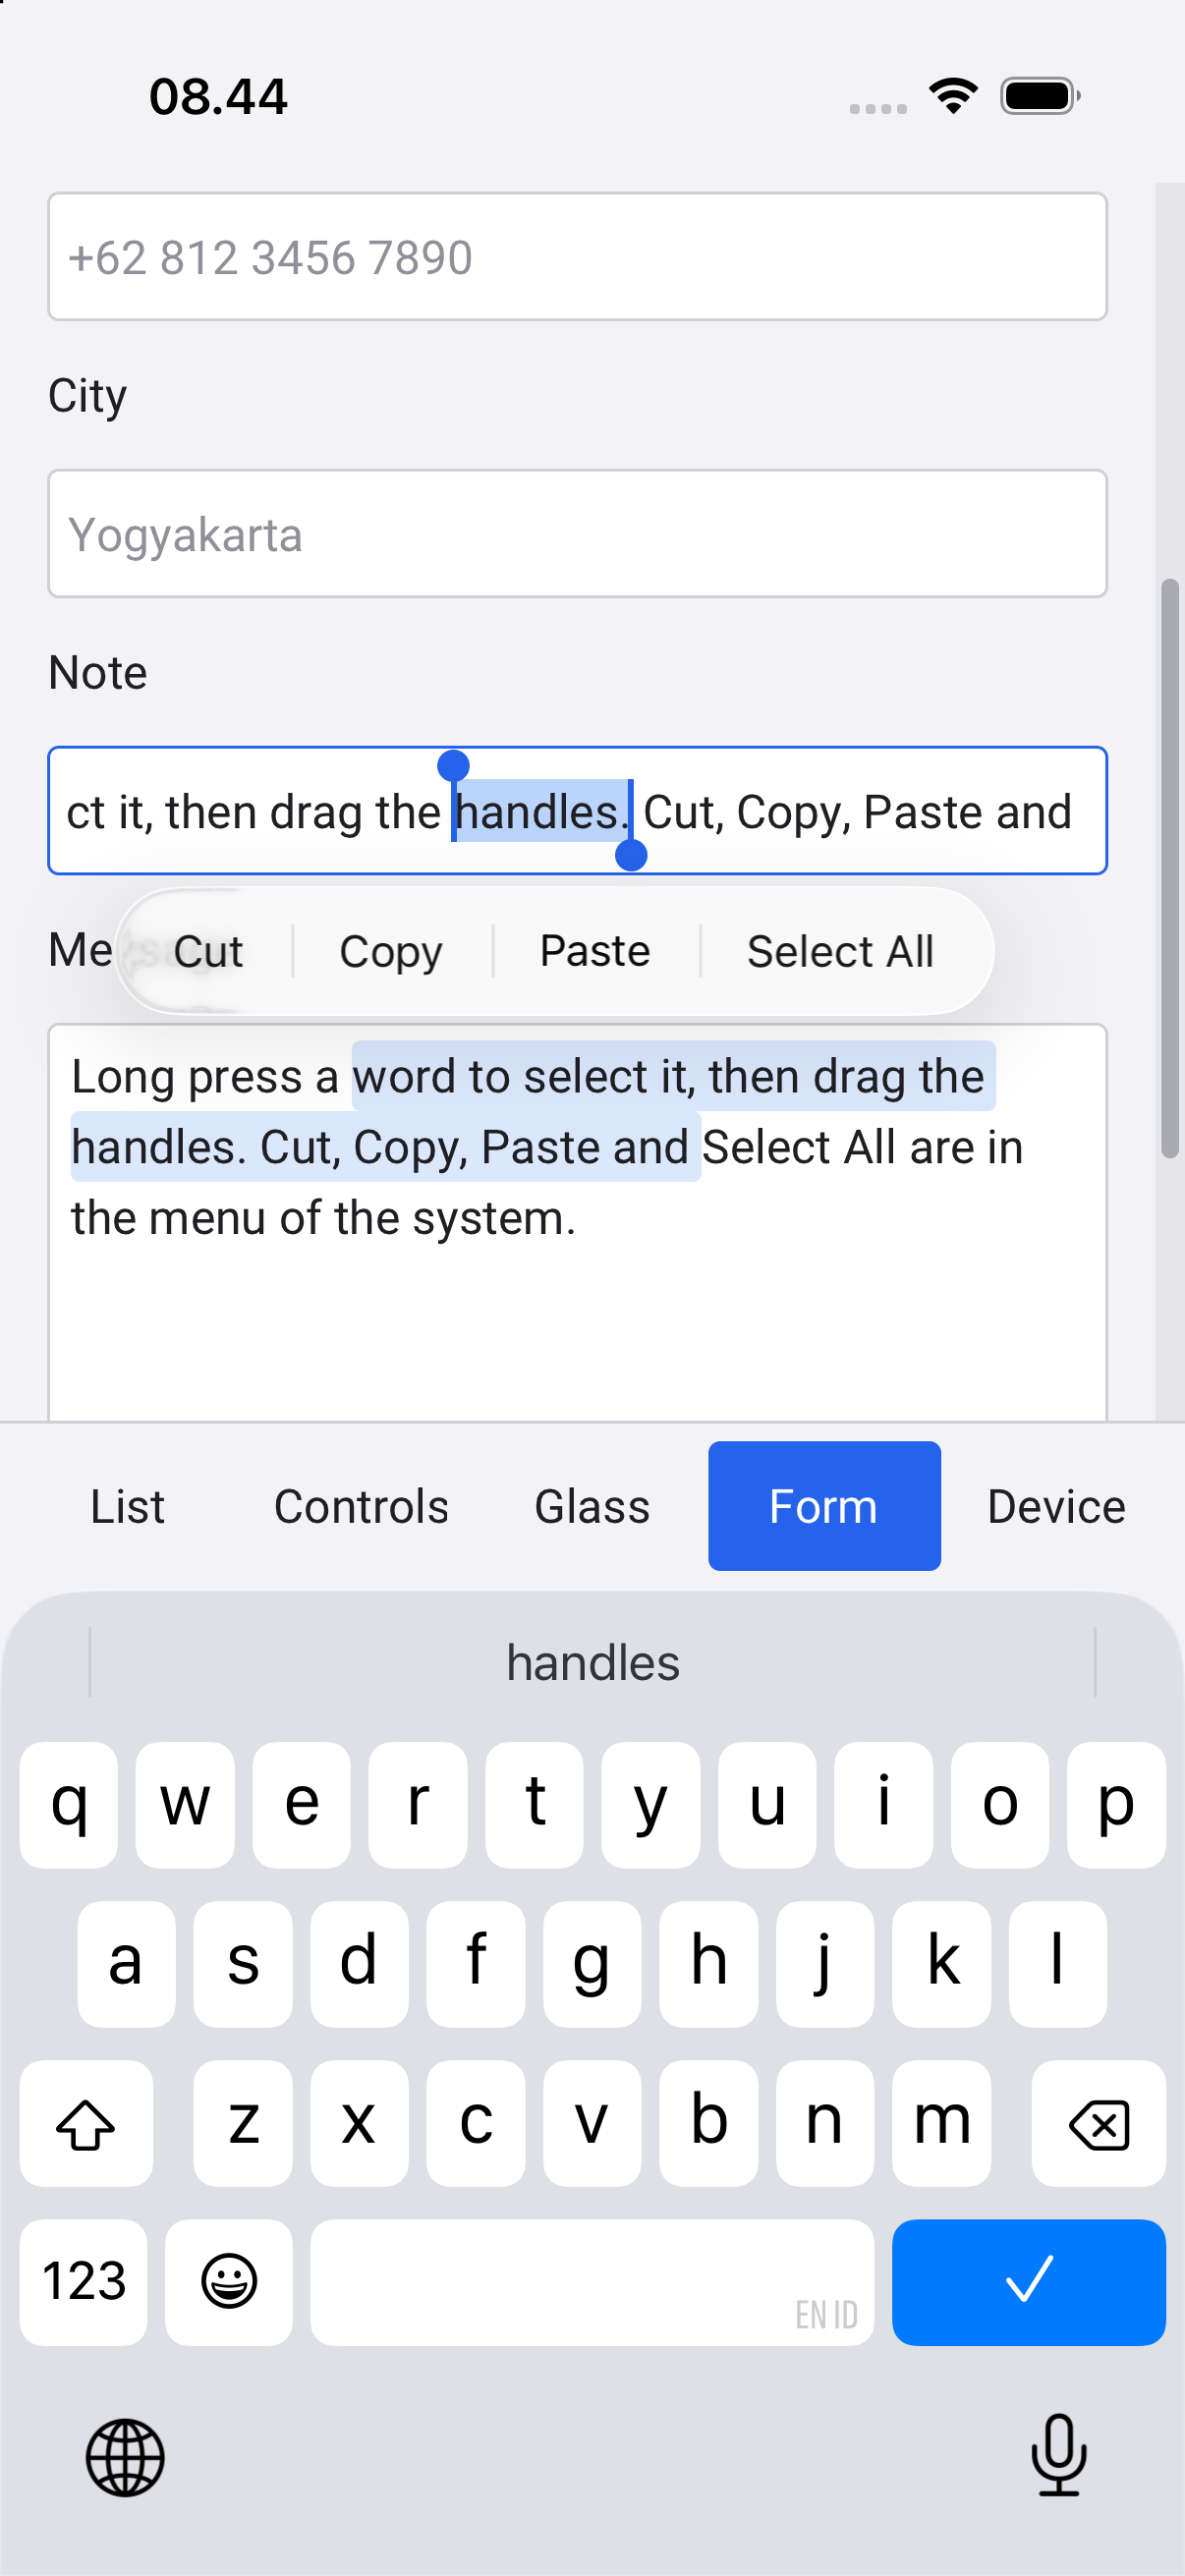 08.44
+62 812 3456 7890
City
Yogyakarta
Note
ct it, then drag the handles. Cut, Copy, Paste and
Me
Cut Copy Paste Select All
Long press a word to select it, then drag the
handles. Cut, Copy, Paste and Select All are in
the menu of the system.
List Controls Glass Form Device
handles
q w e r t y u i o p
a s d f g h j k l
z x c v b n m
123
EN ID